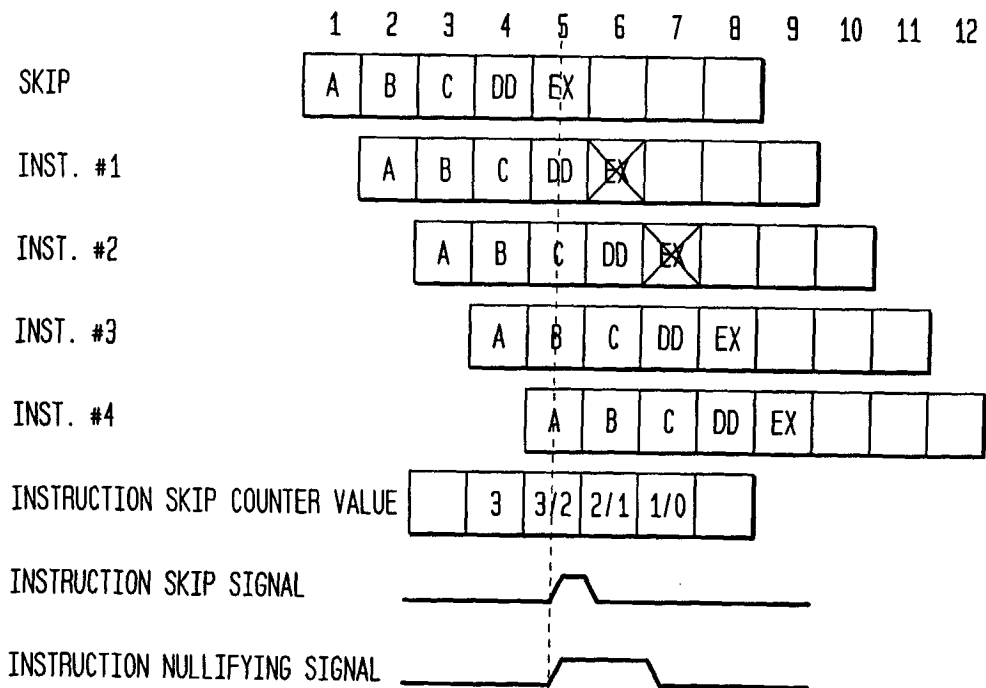 1 2 3 4 5 6 7 8 9 10 11 12
SKIP A B C DD EX
INST. #1 A B C DD EX
INST. #2 A B C DD EX
INST. #3 A B C DD EX
INST. #4 A B C DD EX
INSTRUCTION SKIP COUNTER VALUE 3 3/2 2/1 1/0
INSTRUCTION SKIP SIGNAL
INSTRUCTION NULLIFYING SIGNAL